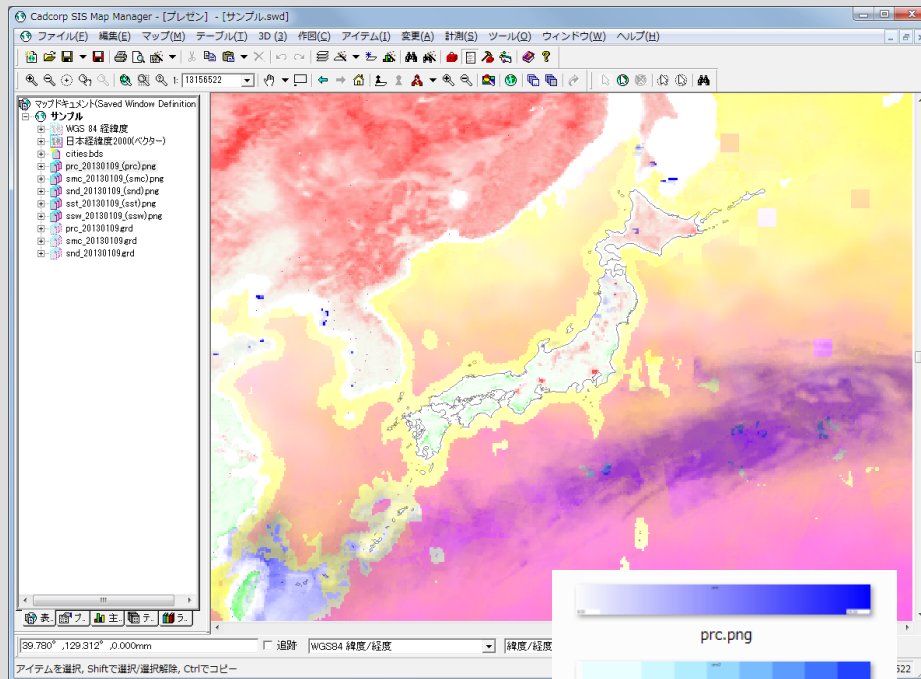 Cadcorp SIS Map Manager - [プレゼン] - [サンプル.swd]
ファイル(F) 編集(E) マップ(M) テーブル(T) 3D (3) 作図(C) アイテム(I) 変更(A) 計測(S) ツール(O) ウィンドウ(W) ヘルプ(H)
1: 13156522
マップドキュメント(Saved Window Definition
サンプル
WGS 84 経緯度
日本経緯度2000(ベクター)
cities.bds
prc_20130109_(prc).png
smc_20130109_(smc).png
snd_20130109_(snd).png
sst_20130109_(sst).png
ssw_20130109_(ssw).png
prc_20130109.grd
smc_20130109.grd
snd_20130109.grd
表.. プ.. 主.. テ.. ラ..
39.780° ,129.312° ,0.000mm 追跡 WGS84 緯度/経度 緯度/経度
prc.png
アイテムを選択, Shiftで選択/選択解除, Ctrlでコピー
522